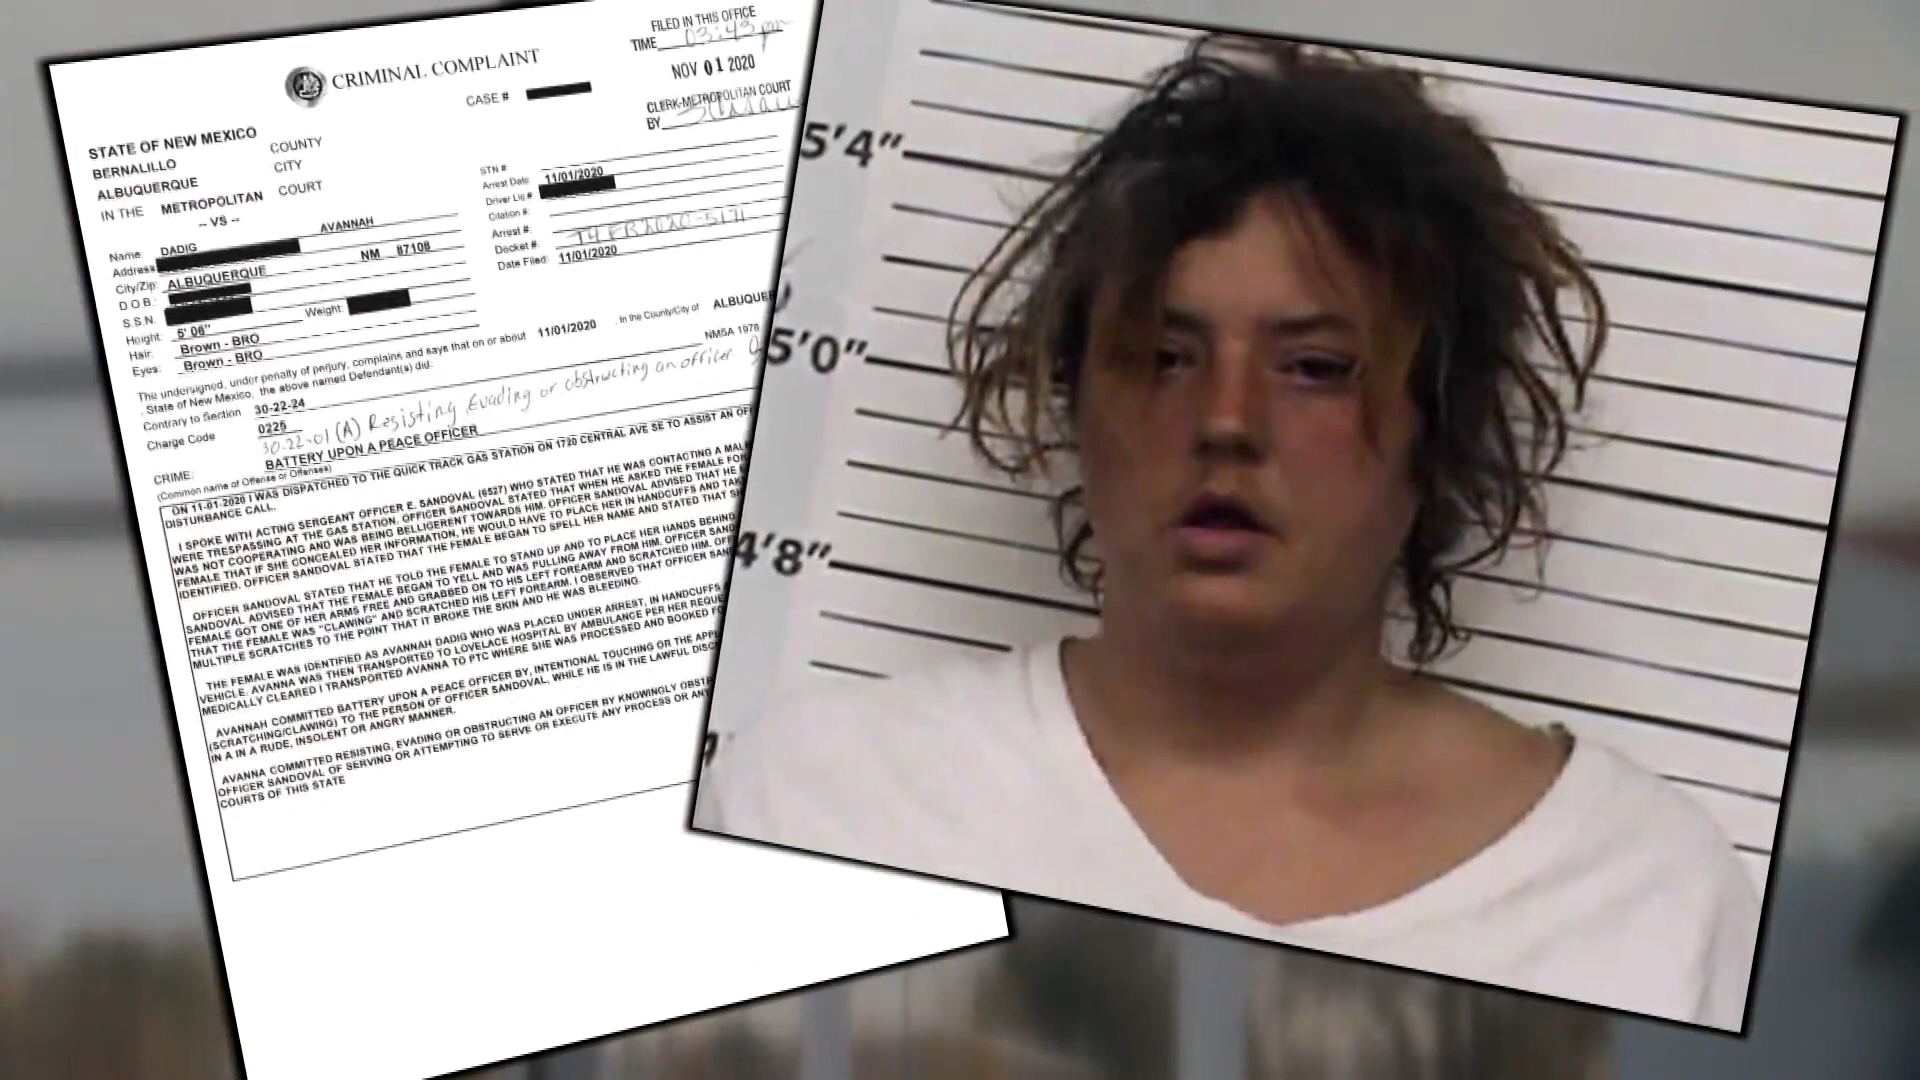 FILED IN THIS OFFICE
TIME 03:43 pm
NOV 01 2020
CLERK-METROPOLITAN COURT
BY
CRIMINAL COMPLAINT
CASE #
STATE OF NEW MEXICO
BERNALILLO COUNTY
ALBUQUERQUE CITY
IN THE METROPOLITAN COURT
-- VS --
Name: DADIG AVANNAH
Address:
City/Zip: ALBUQUERQUE NM 87108
D O B:
S.S.N.
Height: 5' 06" Weight:
Hair: Brown - BRO
Eyes: Brown - BRO
STN #
Arrest Date 11/01/2020
Driver Lic #
Citation #:
Arrest #:
Docket #:
Date Filed: 11/01/2020
The undersigned, under penalty of perjury, complains and says that on or about 11/01/2020 , In the County/City of ALBUQUER
, State of New Mexico, the above named Defendant(s) did:
Contrary to Section 30-22-24 NMSA 1978
Charge Code 0225
30-22-01 (A) Resisting, Evading or obstructing an officer
CRIME: BATTERY UPON A PEACE OFFICER
(Common name of Offense or Offenses)
ON 11-01-2020 I WAS DISPATCHED TO THE QUICK TRACK GAS STATION ON 1720 CENTRAL AVE SE TO ASSIST AN OF
DISTURBANCE CALL.
I SPOKE WITH ACTING SERGEANT OFFICER E. SANDOVAL (6527) WHO STATED THAT HE WAS CONTACTING A MAL
WERE TRESPASSING AT THE GAS STATION. OFFICER SANDOVAL STATED THAT WHEN HE ASKED THE FEMALE FOR
WAS NOT COOPERATING AND WAS BEING BELLIGERENT TOWARDS HIM. OFFICER SANDOVAL ADVISED THAT HE
FEMALE THAT IF SHE CONCEALED HER INFORMATION, HE WOULD HAVE TO PLACE HER IN HANDCUFFS AND TAK
IDENTIFIED. OFFICER SANDOVAL STATED THAT THE FEMALE BEGAN TO SPELL HER NAME AND STATED THAT SH
OFFICER SANDOVAL STATED THAT HE TOLD THE FEMALE TO STAND UP AND TO PLACE HER HANDS BEHIND
SANDOVAL ADVISED THAT THE FEMALE BEGAN TO YELL AND WAS PULLING AWAY FROM HIM. OFFICER SAND
FEMALE GOT ONE OF HER ARMS FREE AND GRABBED ON TO HIS LEFT FOREARM AND SCRATCHED HIM. OFF
THAT THE FEMALE WAS "CLAWING" AND SCRATCHED HIS LEFT FOREARM. I OBSERVED THAT OFFICER SAN
MULTIPLE SCRATCHES TO THE POINT THAT IT BROKE THE SKIN AND HE WAS BLEEDING.
THE FEMALE WAS IDENTIFIED AS AVANNAH DADIG WHO WAS PLACED UNDER ARREST, IN HANDCUFFS
VEHICLE. AVANNA WAS THEN TRANSPORTED TO LOVELACE HOSPITAL BY AMBULANCE PER HER REQUE
MEDICALLY CLEARED I TRANSPORTED AVANNA TO PTC WHERE SHE WAS PROCESSED AND BOOKED FO
AVANNAH COMMITTED BATTERY UPON A PEACE OFFICER BY, INTENTIONAL TOUCHING OR THE APPL
(SCRATCHING/CLAWING) TO THE PERSON OF OFFICER SANDOVAL, WHILE HE IS IN THE LAWFUL DISC
IN A IN A RUDE, INSOLENT OR ANGRY MANNER.
AVANNA COMMITTED RESISTING, EVADING OR OBSTRUCTING AN OFFICER BY KNOWINGLY OBST
OFFICER SANDOVAL OF SERVING OR ATTEMPTING TO SERVE OR EXECUTE ANY PROCESS OR ANY
COURTS OF THIS STATE
5'4"
5'0"
4'8"